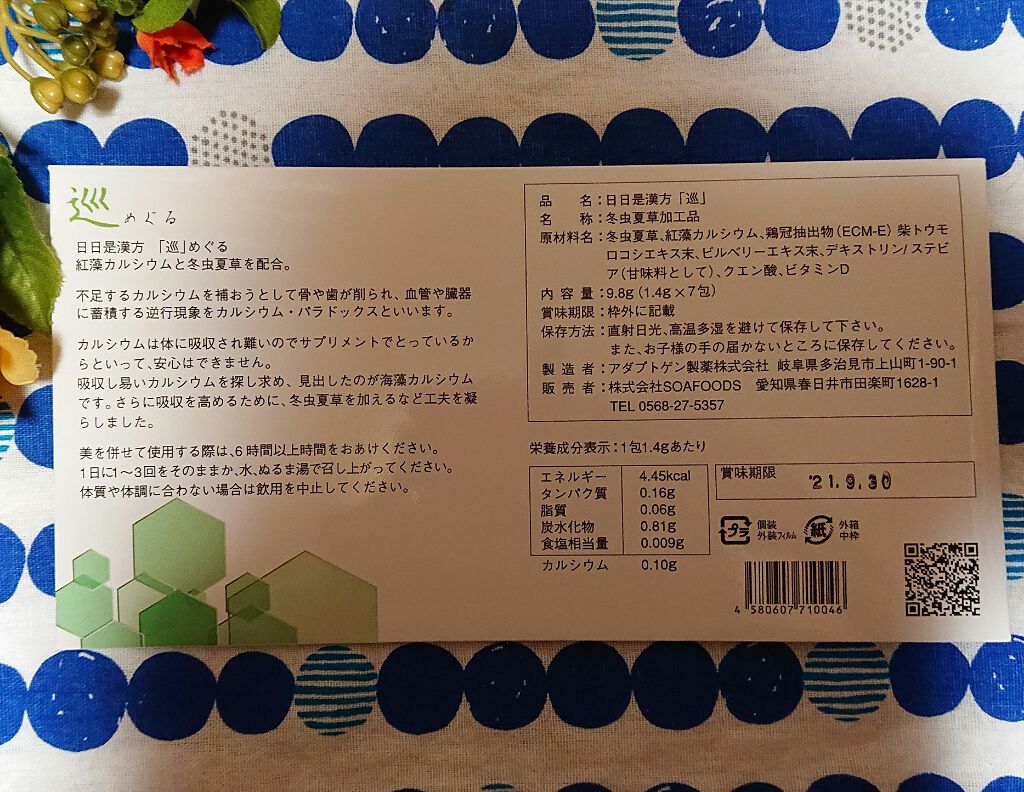 巡 めぐる
日日是漢方 「巡」めぐる
紅藻カルシウムと冬虫夏草を配合。
不足するカルシウムを補おうとして骨や歯が削られ、血管や臓器
に蓄積する逆行現象をカルシウム・パラドックスといいます。
カルシウムは体に吸収され難いのでサプリメントでとっているか
らといって、安心はできません。
吸収し易いカルシウムを探し求め、見出したのが海藻カルシウム
です。さらに吸収を高めるために、冬虫夏草を加えるなど工夫を凝
らしました。
美を併せて使用する際は、6時間以上時間をおあけください。
1日に1〜3回をそのままか、水、ぬるま湯で召し上がってください。
体質や体調に合わない場合は飲用を中止してください。
品 名：日日是漢方「巡」
名 称：冬虫夏草加工品
原材料名：冬虫夏草、紅藻カルシウム、鶏冠抽出物(ECM-E) 紫トウモ
ロコシエキス末、ビルベリーエキス末、デキストリン/ ステビ
ア(甘味料として)、クエン酸、ビタミンD
内 容 量：9.8g (1.4g×7包)
賞味期限：枠外に記載
保存方法：直射日光、高温多湿を避けて保存して下さい。
また、お子様の手の届かないところに保存してください。
製 造 者：アダプトゲン製薬株式会社 岐阜県多治見市上山町1-90-1
販 売 者：株式会社SOAFOODS 愛知県春日井市田楽町1628-1
TEL 0568-27-5357
栄養成分表示：1包1.4gあたり
エネルギー 4.45kcal
タンパク質 0.16g
脂質 0.06g
炭水化物 0.81g
食塩相当量 0.009g
カルシウム 0.10g
賞味期限 '21.9.30
プラ 個装 外装フィルム 紙 外箱 中枠
4 580607 710046